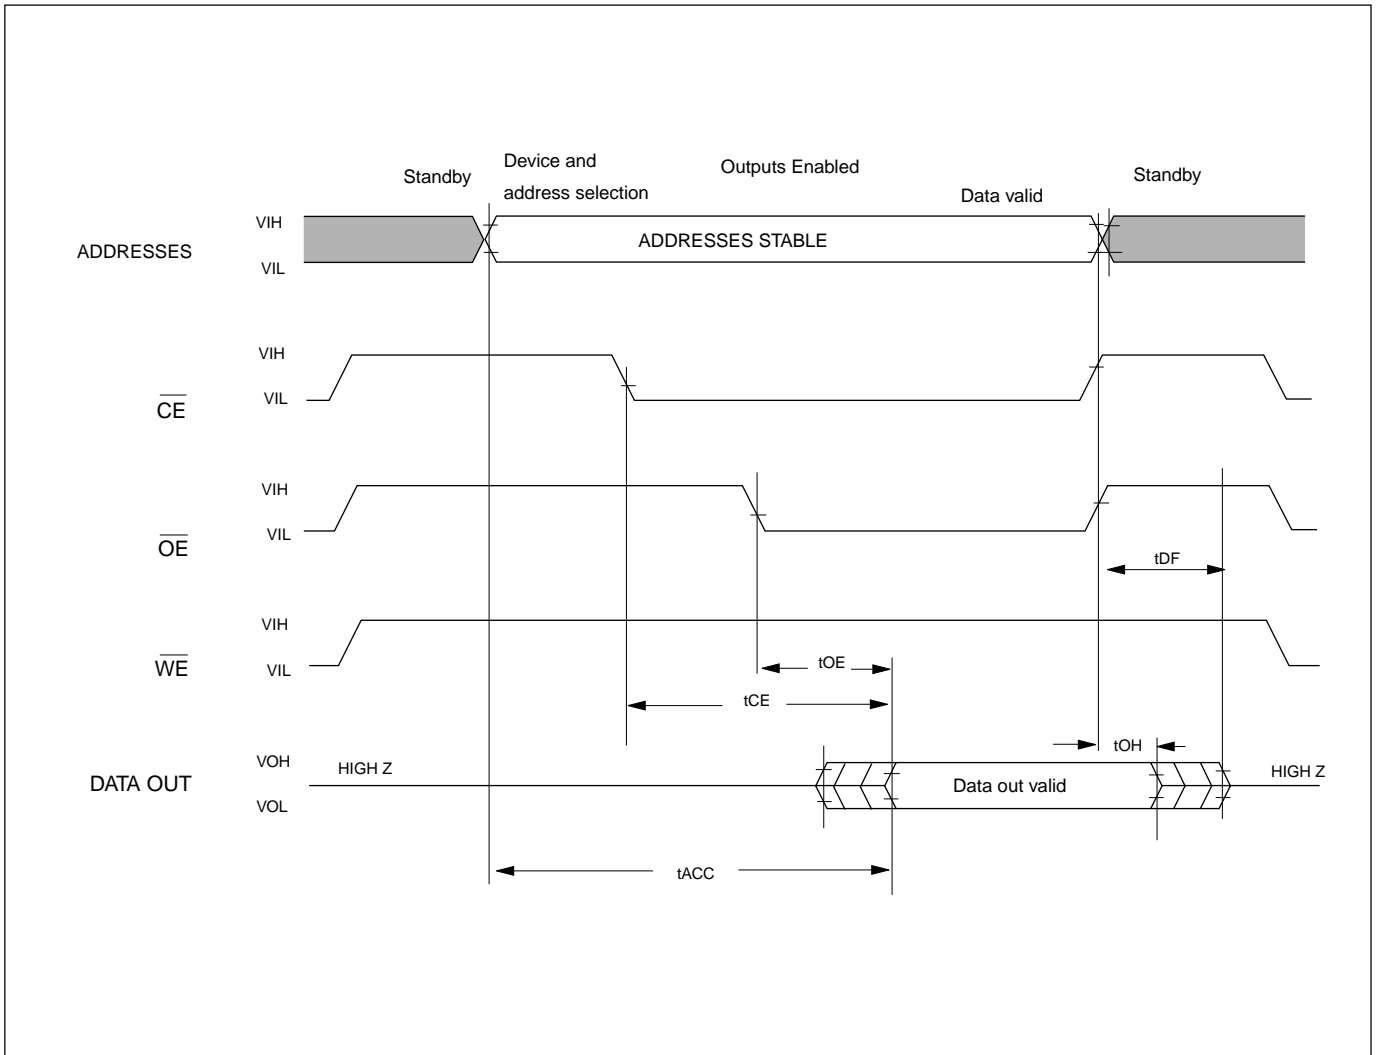 Standby
Device and
address selection
Outputs Enabled
Data valid
Standby
ADDRESSES
VIH
VIL
ADDRESSES STABLE
CE
VIH
VIL
OE
VIH
VIL
tDF
WE
VIH
VIL
tOE
tCE
tOH
DATA OUT
VOH
VOL
HIGH Z
Data out valid
HIGH Z
tACC